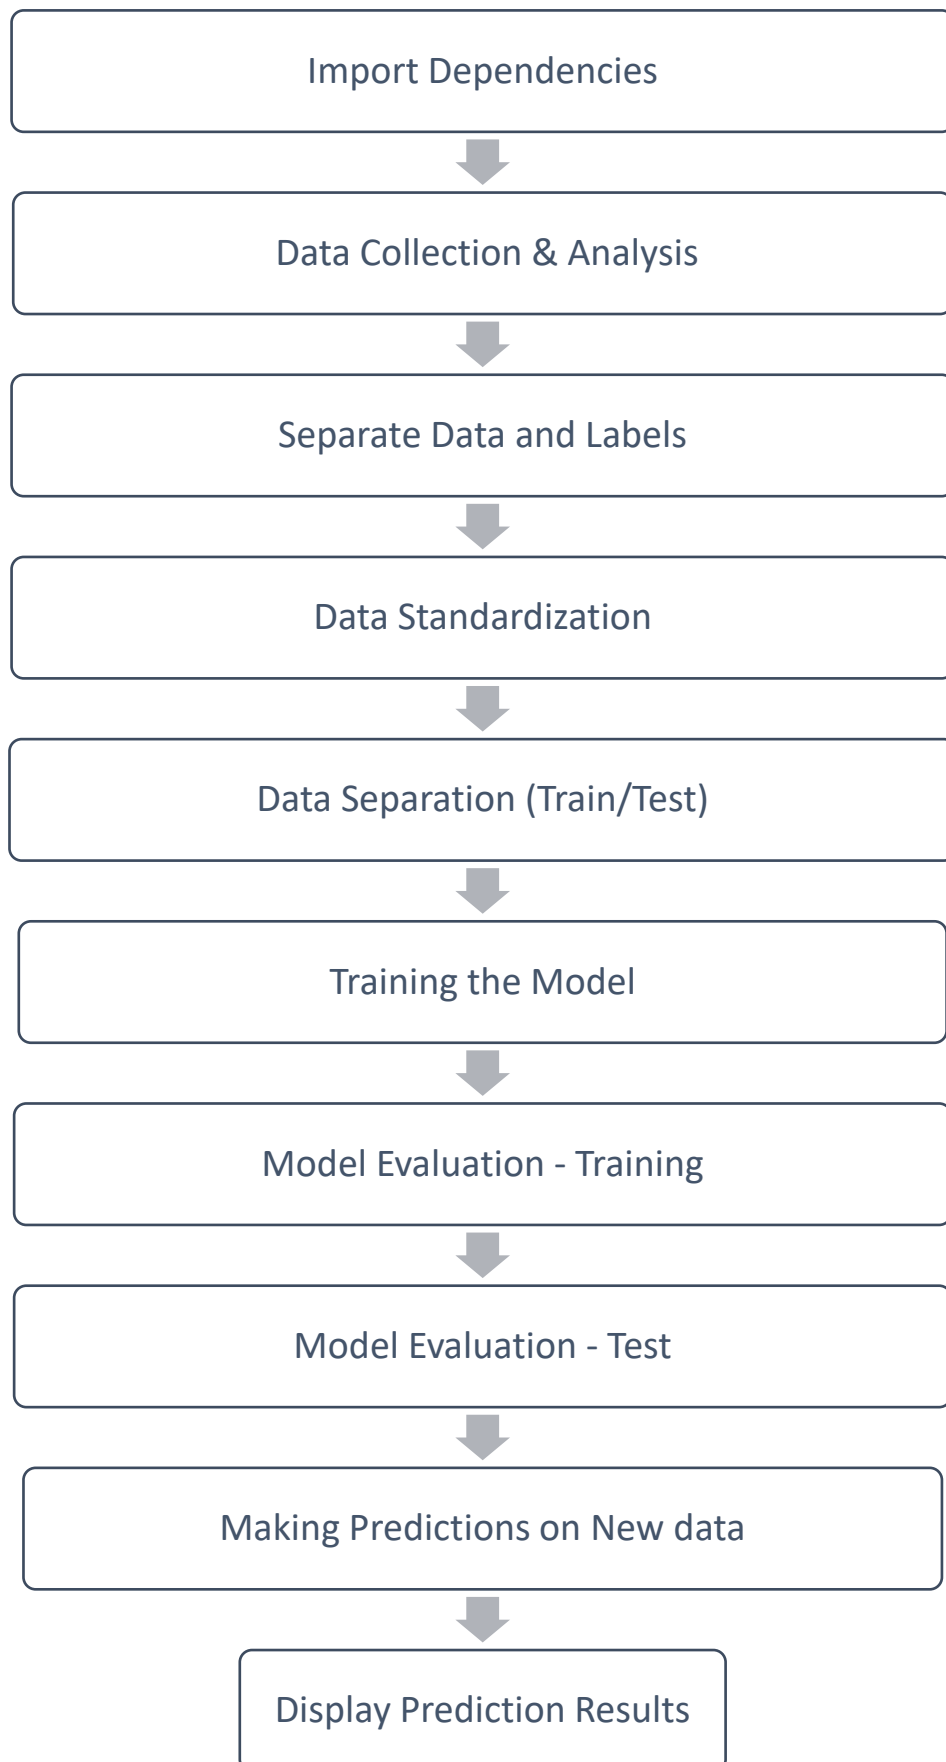 Import Dependencies
Data Collection & Analysis
Separate Data and Labels
Data Standardization
Data Separation (Train/Test)
Training the Model
Model Evaluation - Training
Model Evaluation - Test
Making Predictions on New data
Display Prediction Results